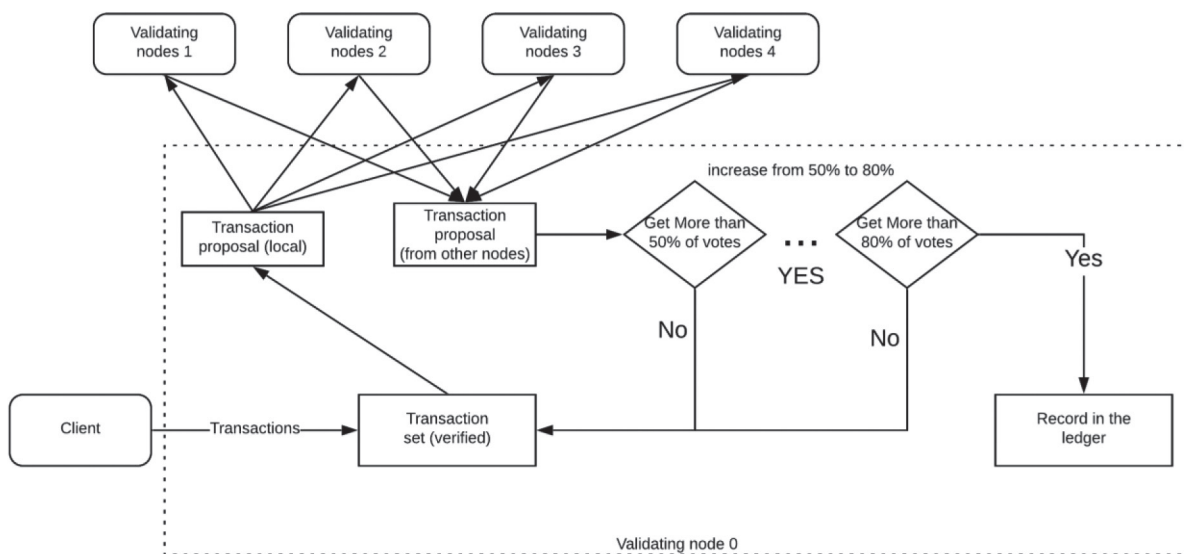 Validating
nodes 1
Validating
nodes 2
Validating
nodes 3
Validating
nodes 4
increase from 50% to 80%
Transaction
proposal (local)
Transaction
proposal
(from other nodes)
Get More than
50% of votes
...
YES
Get More than
80% of votes
Yes
No
No
Client
Transactions
Transaction
set (verified)
Record in the
ledger
Validating node 0